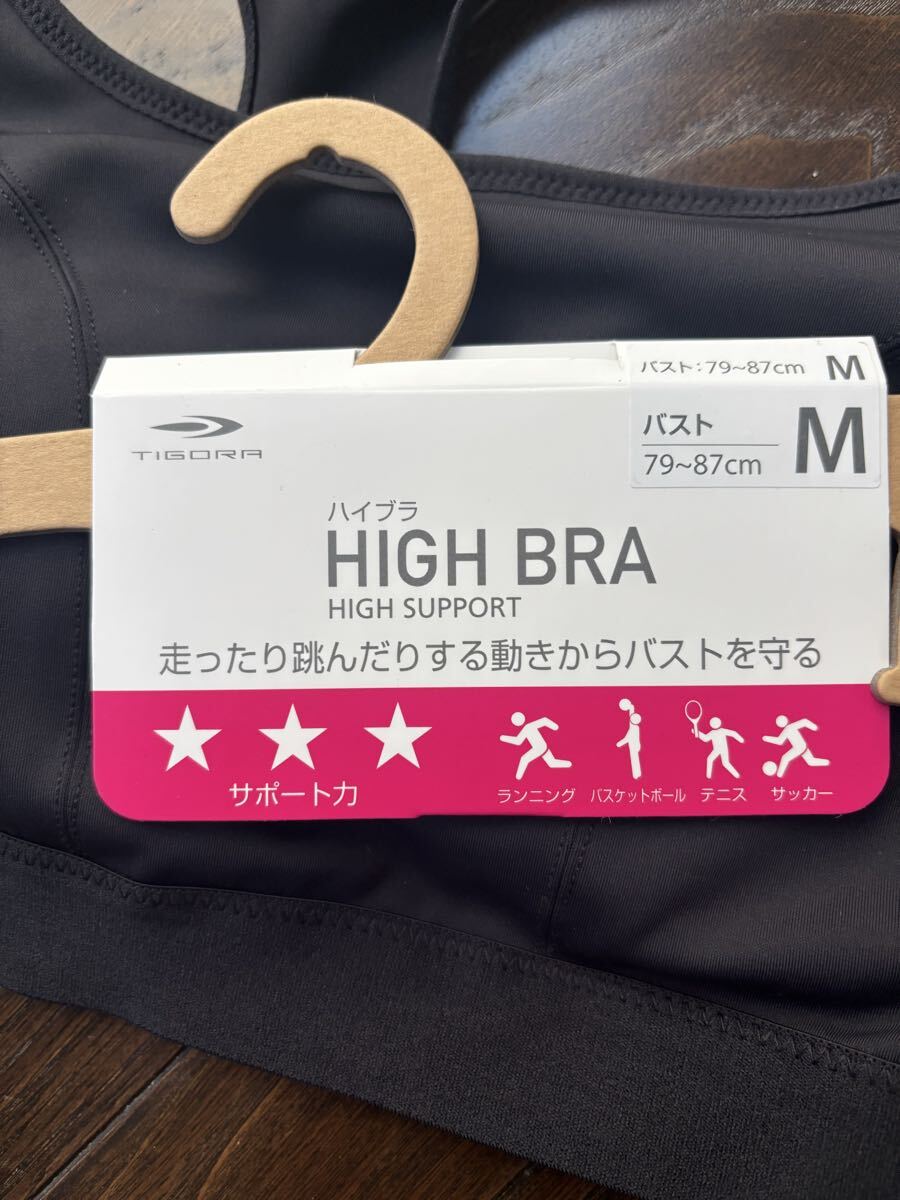 バスト:79~87cm M
バスト
79~87cm
M
TIGORA
ハイブラ
HIGH BRA
HIGH SUPPORT
走ったり跳んだりする動きからバストを守る
★ ★ ★
サポート力
ランニング バスケットボール テニス サッカー